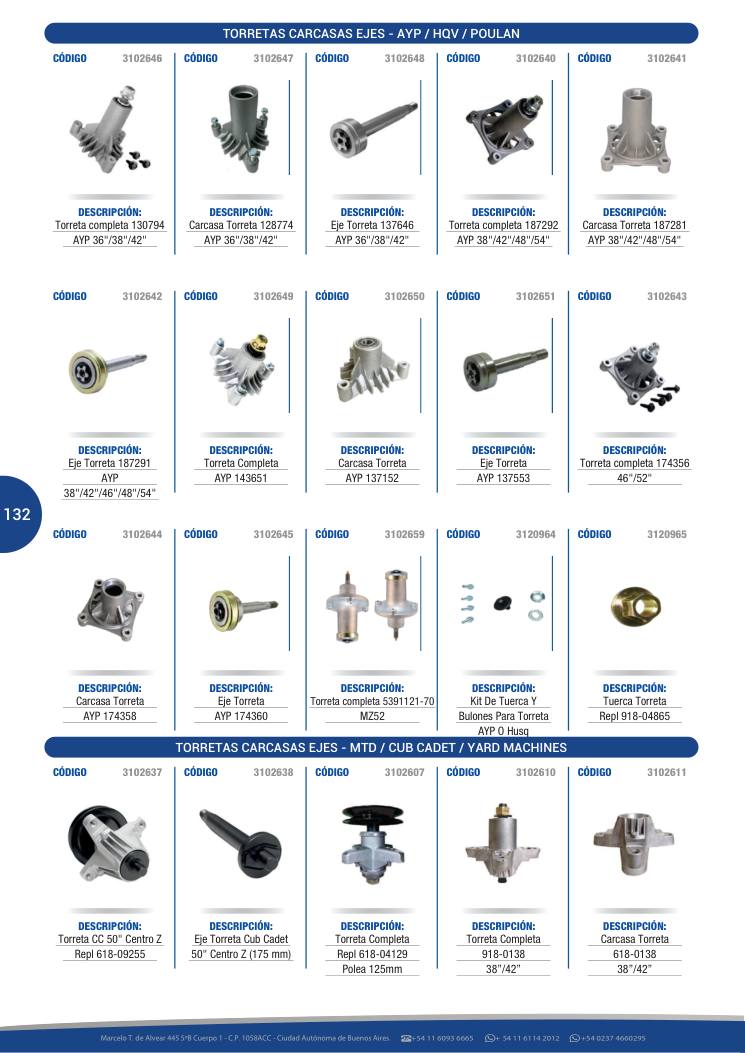 TORRETAS CARCASAS EJES - AYP / HQV / POULAN
CÓDIGO 3102646
DESCRIPCIÓN:
Torreta completa 130794
AYP 36"/38"/42"
CÓDIGO 3102647
DESCRIPCIÓN:
Carcasa Torreta 128774
AYP 36"/38"/42"
CÓDIGO 3102648
DESCRIPCIÓN:
Eje Torreta 137646
AYP 36"/38"/42"
CÓDIGO 3102640
DESCRIPCIÓN:
Torreta completa 187292
AYP 38"/42"/48"/54"
CÓDIGO 3102641
DESCRIPCIÓN:
Carcasa Torreta 187281
AYP 38"/42"/48"/54"
CÓDIGO 3102642
DESCRIPCIÓN:
Eje Torreta 187291
AYP
38"/42"/46"/48"/54"
CÓDIGO 3102649
DESCRIPCIÓN:
Torreta Completa
AYP 143651
CÓDIGO 3102650
DESCRIPCIÓN:
Carcasa Torreta
AYP 137152
CÓDIGO 3102651
DESCRIPCIÓN:
Eje Torreta
AYP 137553
CÓDIGO 3102643
DESCRIPCIÓN:
Torreta completa 174356
46"/52"
132
CÓDIGO 3102644
DESCRIPCIÓN:
Carcasa Torreta
AYP 174358
CÓDIGO 3102645
DESCRIPCIÓN:
Eje Torreta
AYP 174360
CÓDIGO 3102659
DESCRIPCIÓN:
Torreta completa 5391121-70
MZ52
CÓDIGO 3120964
DESCRIPCIÓN:
Kit De Tuerca Y
Bulones Para Torreta
AYP O Husq
CÓDIGO 3120965
DESCRIPCIÓN:
Tuerca Torreta
Repl 918-04865
TORRETAS CARCASAS EJES - MTD / CUB CADET / YARD MACHINES
CÓDIGO 3102637
DESCRIPCIÓN:
Torreta CC 50" Centro Z
Repl 618-09255
CÓDIGO 3102638
DESCRIPCIÓN:
Eje Torreta Cub Cadet
50" Centro Z (175 mm)
CÓDIGO 3102607
DESCRIPCIÓN:
Torreta Completa
Repl 618-04129
Polea 125mm
CÓDIGO 3102610
DESCRIPCIÓN:
Torreta Completa
918-0138
38”/42”
CÓDIGO 3102611
DESCRIPCIÓN:
Carcasa Torreta
618-0138
38”/42”
Marcelo T. de Alvear 445 5ºB Cuerpo 1 - C.P. 1058ACC - Ciudad Autónoma de Buenos Aires. +54 11 6093 6665 + 54 11 6114 2012 +54 0237 4660295